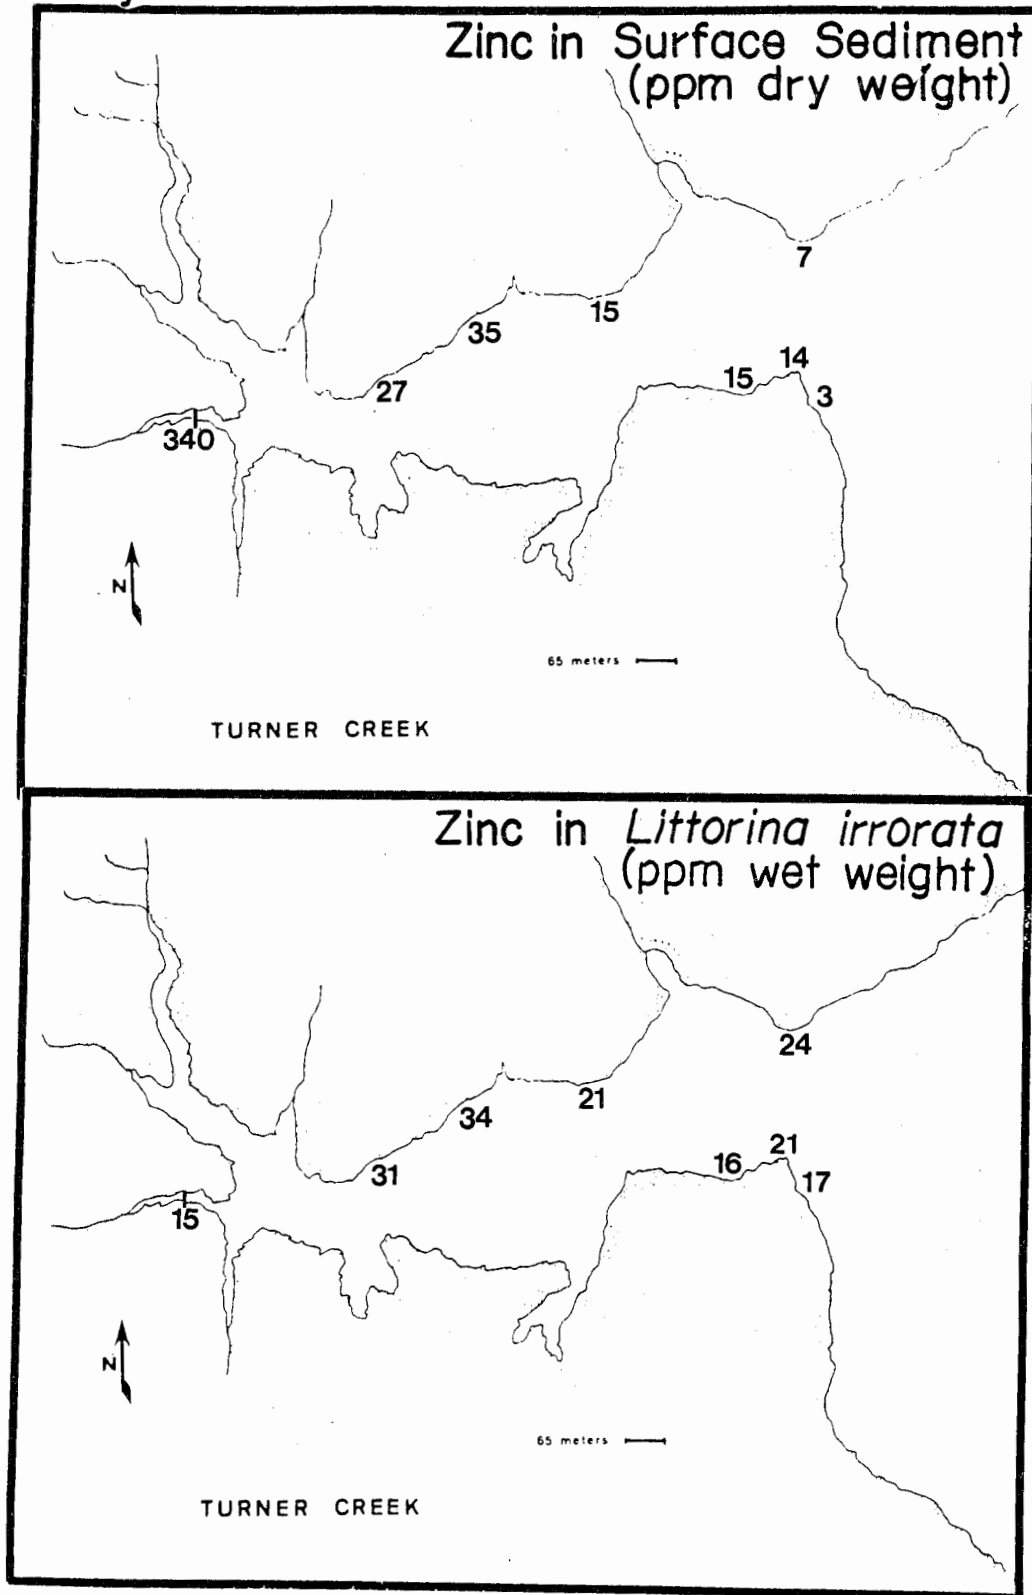 Zinc in Surface Sediment
(ppm dry weight)
7
15
35
14
15
3
27
340
N
65 meters
TURNER CREEK
Zinc in Littorina irrorata
(ppm wet weight)
24
21
34
21
16
17
31
15
N
65 meters
TURNER CREEK